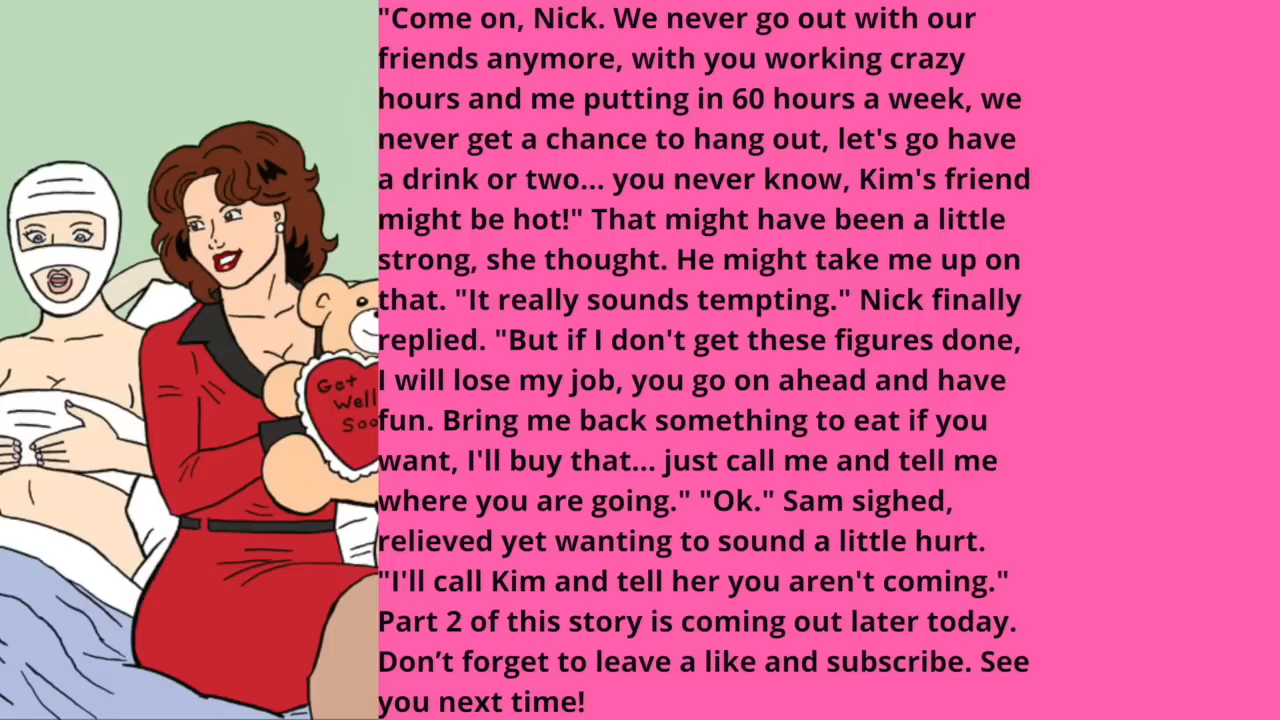 "Come on, Nick. We never go out with our
friends anymore, with you working crazy
hours and me putting in 60 hours a week, we
never get a chance to hang out, let's go have
a drink or two... you never know, Kim's friend
might be hot!" That might have been a little
strong, she thought. He might take me up on
that. "It really sounds tempting." Nick finally
replied. "But if I don't get these figures done,
I will lose my job, you go on ahead and have
fun. Bring me back something to eat if you
want, I'll buy that... just call me and tell me
where you are going." "Ok." Sam sighed,
relieved yet wanting to sound a little hurt.
"I'll call Kim and tell her you aren't coming."
Part 2 of this story is coming out later today.
Don’t forget to leave a like and subscribe. See
you next time!
Get
Well
Soo